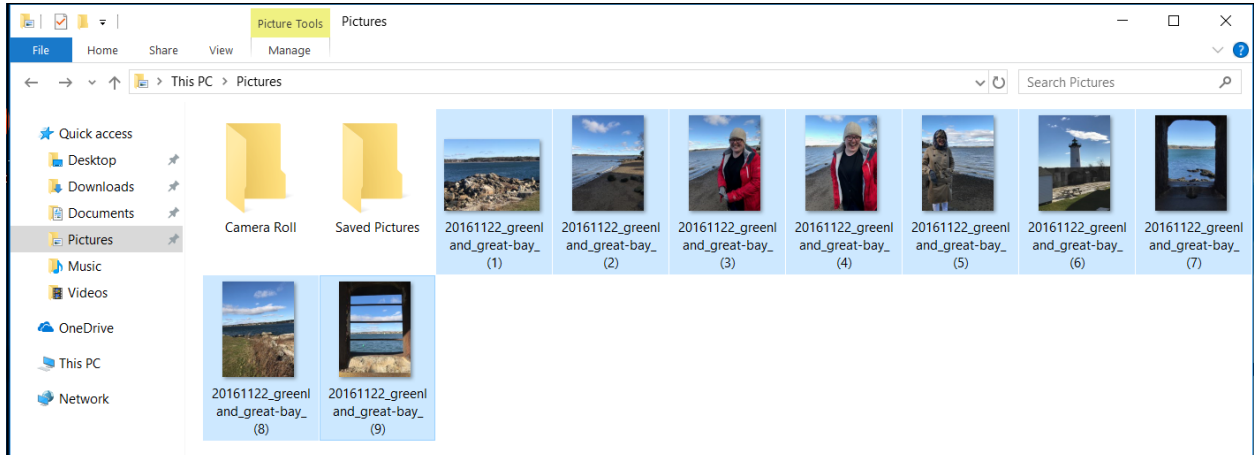 Picture Tools Pictures
File Home Share View Manage
This PC > Pictures
Search Pictures
Quick access
Desktop
Downloads
Documents
Pictures
Music
Videos
OneDrive
This PC
Network
Camera Roll
Saved Pictures
20161122_greenl
and_great-bay_
(1)
20161122_greenl
and_great-bay_
(2)
20161122_greenl
and_great-bay_
(3)
20161122_greenl
and_great-bay_
(4)
20161122_greenl
and_great-bay_
(5)
20161122_greenl
and_great-bay_
(6)
20161122_greenl
and_great-bay_
(7)
20161122_greenl
and_great-bay_
(8)
20161122_greenl
and_great-bay_
(9)